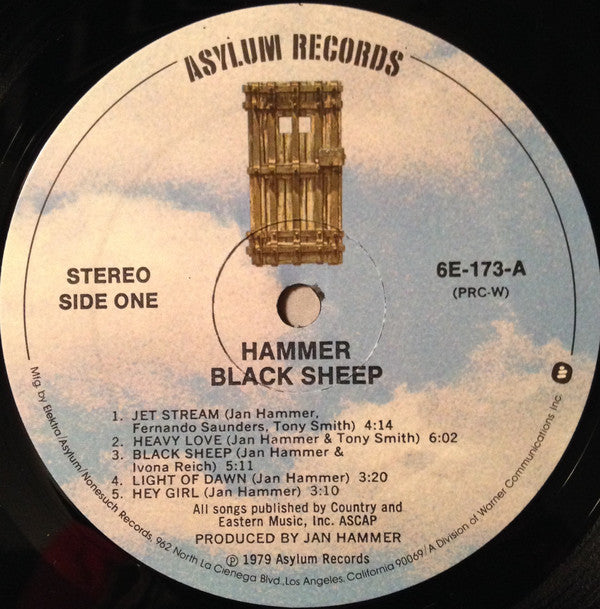 ASYLUM RECORDS
STEREO
SIDE ONE
6E-173-A
(PRC-W)
HAMMER
BLACK SHEEP
1. JET STREAM (Jan Hammer,
Fernando Saunders, Tony Smith) 4:14
2. HEAVY LOVE (Jan Hammer & Tony Smith) 6:02
3. BLACK SHEEP (Jan Hammer &
Ivona Reich) 5:11
4. LIGHT OF DAWN (Jan Hammer) 3:20
5. HEY GIRL (Jan Hammer) 3:10
All songs published by Country and
Eastern Music, Inc. ASCAP
PRODUCED BY JAN HAMMER
℗ 1979 Asylum Records
Mfg. by Elektra/Asylum/Nonesuch Records, 962 North La Cienega Blvd., Los Angeles, California 90069/A Division of Warner Communications Inc.